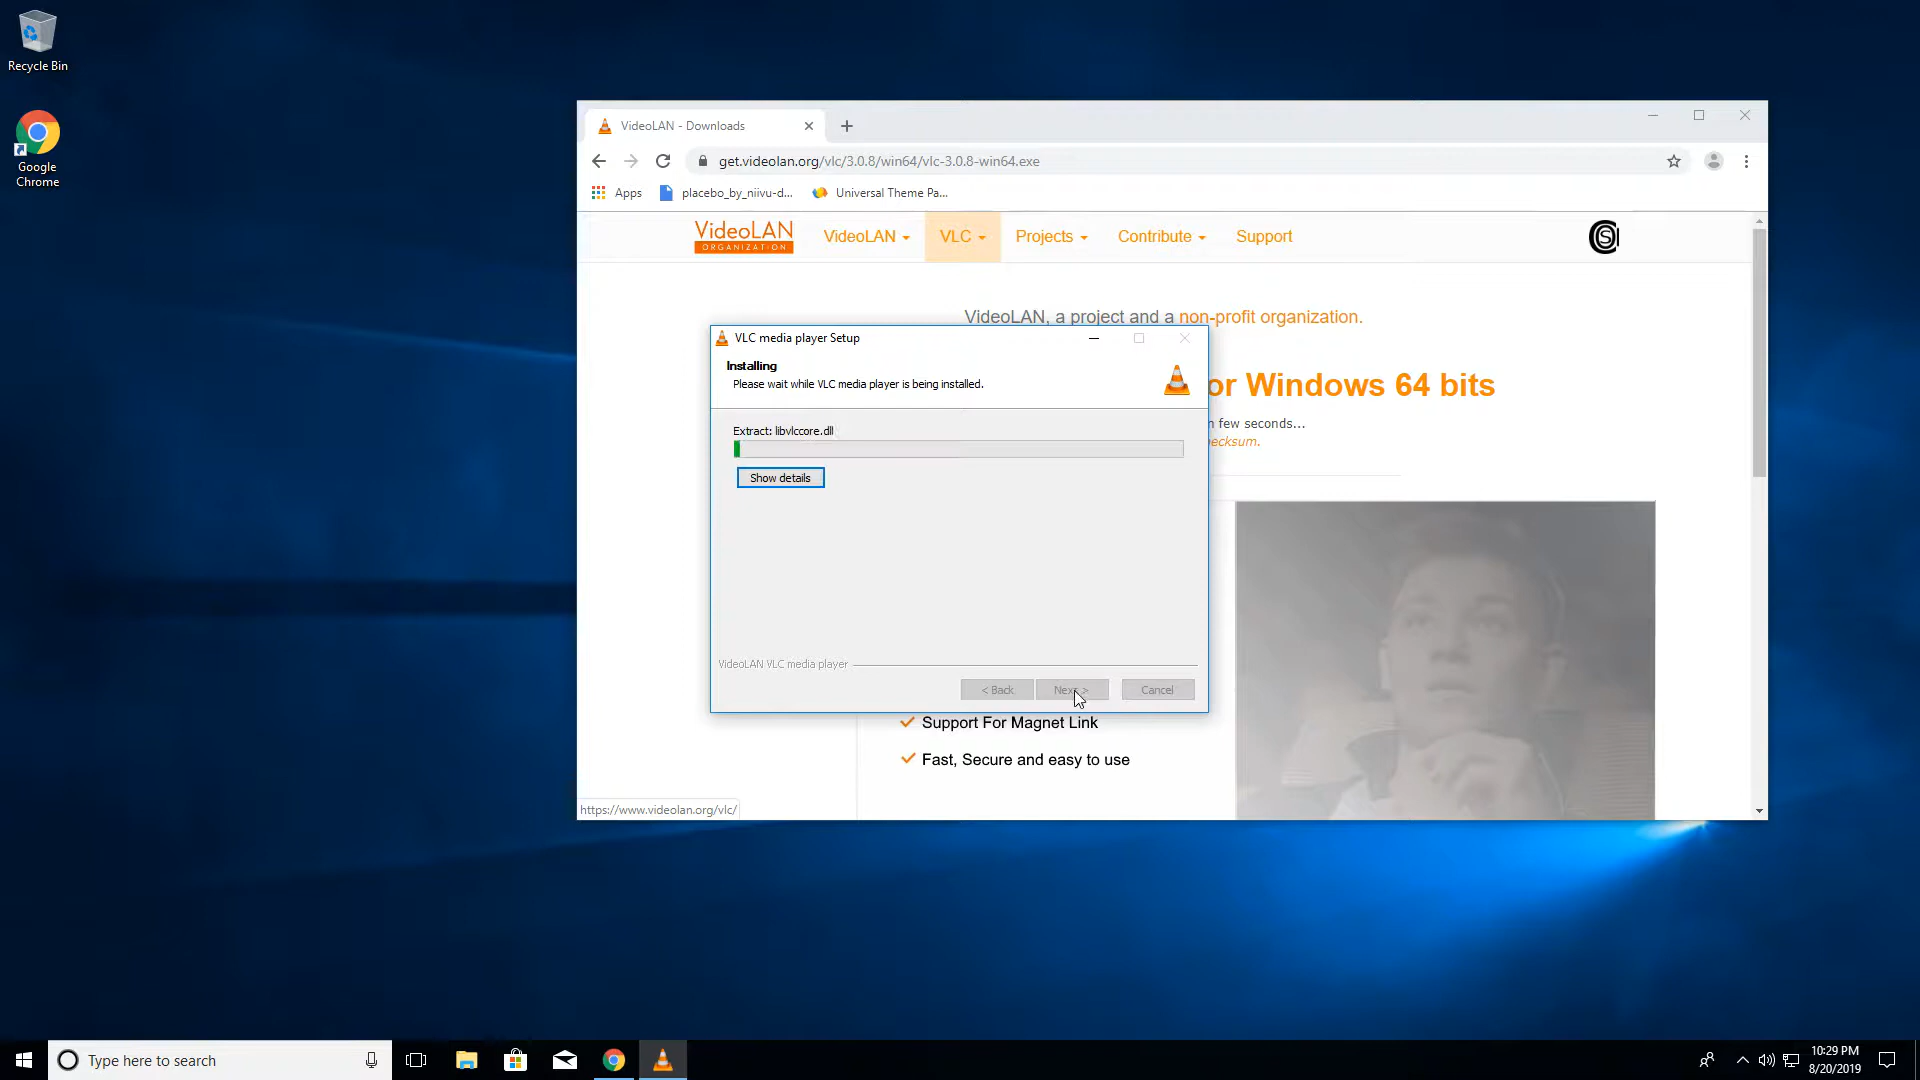 Recycle Bin
Google
Chrome
VideoLAN - Downloads
get.videolan.org/vlc/3.0.8/win64/vlc-3.0.8-win64.exe
Apps
placebo_by_niivu-d...
Universal Theme Pa...
VideoLAN
ORGANIZATION
VideoLAN
VLC
Projects
Contribute
Support
VideoLAN, a project and a non-profit organization.
or Windows 64 bits
n few seconds...
ecksum.
VLC media player Setup
Installing
Please wait while VLC media player is being installed.
Extract: libvlccore.dll
Show details
VideoLAN VLC media player
< Back
Next >
Cancel
Support For Magnet Link
Fast, Secure and easy to use
https://www.videolan.org/vlc/
Type here to search
10:29 PM
8/20/2019